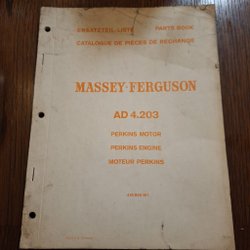 ERSATZTEIL-LISTE PARTS BOOK
CATALOGUE DE PIECES DE RECHANGE
MASSEY-FERGUSON
AD 4.203
PERKINS MOTOR
PERKINS ENGINE
MOTEUR PERKINS